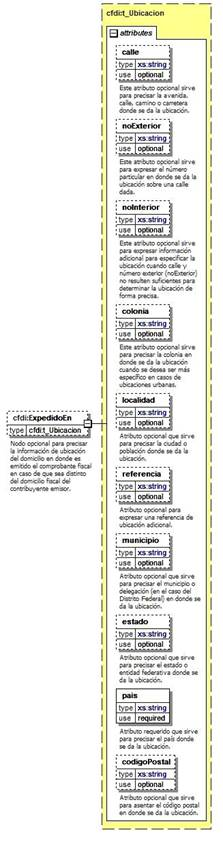 cfdi:t_Ubicacion
attributes
calle
type xs:string
use optional
Este atributo opcional sirve
para precisar la avenida,
calle, camino o carretera
donde se da la ubicación.
noExterior
type xs:string
use optional
Este atributo opcional sirve
para expresar el número
particular en donde se da la
ubicación sobre una calle
dada.
noInterior
type xs:string
use optional
Este atributo opcional sirve
para expresar información
adicional para especificar la
ubicación cuando calle y
número exterior (noExterior)
no resulten suficientes para
determinar la ubicación de
forma precisa.
colonia
type xs:string
use optional
Este atributo opcional sirve
para precisar la colonia en
donde se da la ubicación
cuando se desea ser más
específico en casos de
ubicaciones urbanas.
localidad
type xs:string
use optional
Atributo opcional que sirve
para precisar la ciudad o
población donde se da la
ubicación.
referencia
type xs:string
use optional
Atributo opcional para
expresar una referencia de
ubicación adicional.
municipio
type xs:string
use optional
Atributo opcional que sirve
para precisar el municipio o
delegación (en el caso del
Distrito Federal) en donde se
da la ubicación.
estado
type xs:string
use optional
Atributo opcional que sirve
para precisar el estado o
entidad federativa donde se
da la ubicación.
pais
type xs:string
use required
Atributo requerido que sirve
para precisar el país donde
se da la ubicación.
codigoPostal
type xs:string
use optional
Atributo opcional que sirve
para asentar el código postal
en donde se da la ubicación.
cfdi:ExpedidoEn
type cfdi:t_Ubicacion
Nodo opcional para precisar
la información de ubicación
del domicilio en donde es
emitido el comprobante fiscal
en caso de que sea distinto
del domicilio fiscal del
contribuyente emisor.